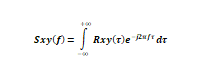 Sxy(f) = ∫_{-∞}^{+∞} Rxy(τ)e^{-j2πfτ} dτ